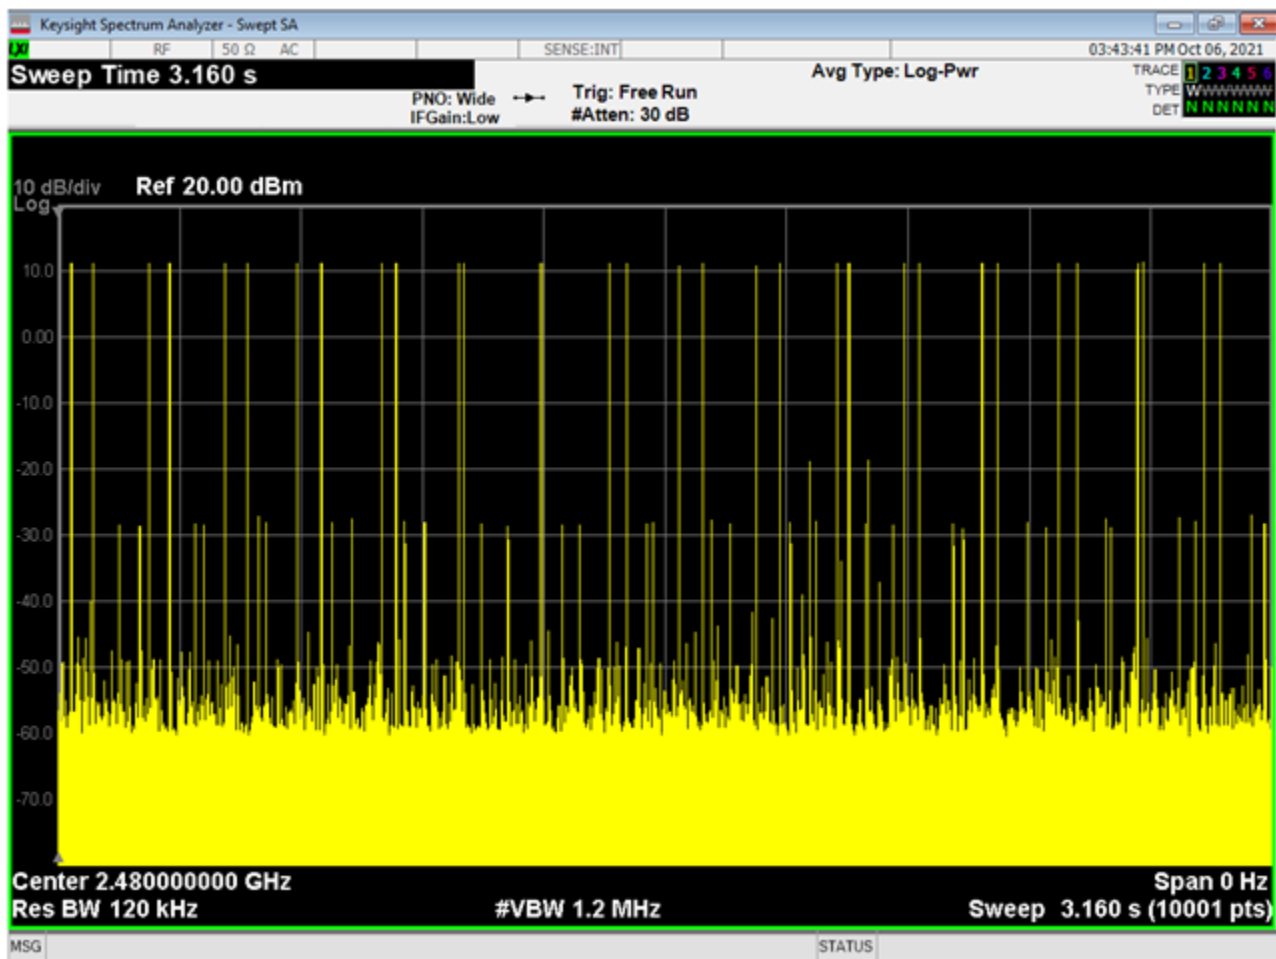 Keysight Spectrum Analyzer - Swept SA
LXI RF 50 Ω AC SENSE:INT 03:43:41 PM Oct 06, 2021
Sweep Time 3.160 s
Avg Type: Log-Pwr
TRACE 1 2 3 4 5 6
PNO: Wide Trig: Free Run
TYPE WWWWWW
IFGain:Low #Atten: 30 dB
DET N N N N N N
10 dB/div Ref 20.00 dBm
Log
10.0
0.00
-10.0
-20.0
-30.0
-40.0
-50.0
-60.0
-70.0
Center 2.480000000 GHz Span 0 Hz
Res BW 120 kHz #VBW 1.2 MHz Sweep 3.160 s (10001 pts)
MSG STATUS